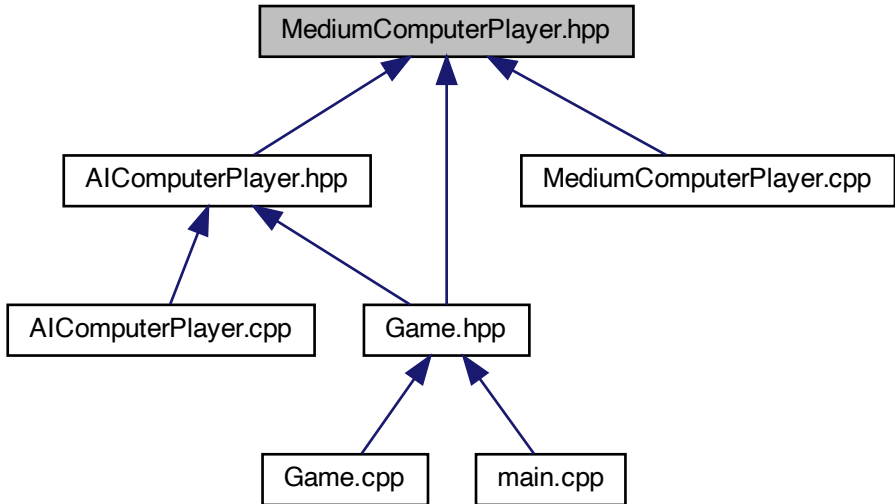 MediumComputerPlayer.hpp
AIComputerPlayer.hpp
MediumComputerPlayer.cpp
AIComputerPlayer.cpp
Game.hpp
Game.cpp
main.cpp